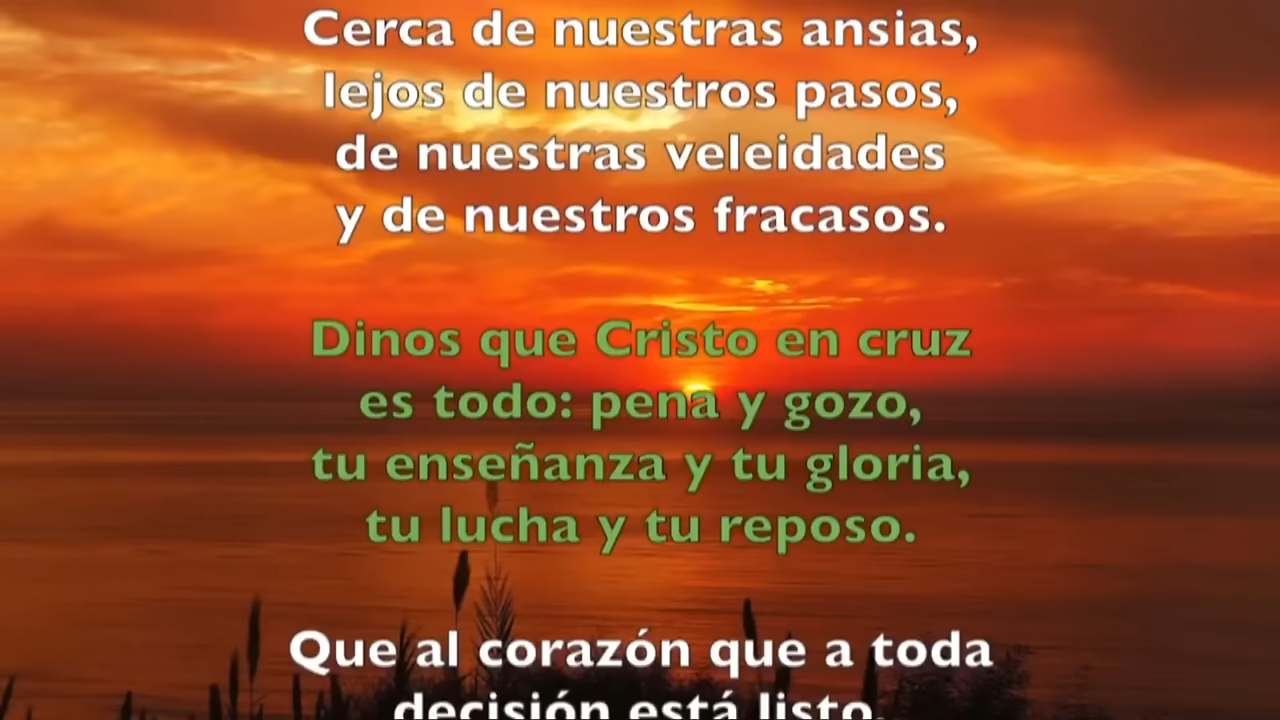 Cerca de nuestras ansias,
lejos de nuestros pasos,
de nuestras veleidades
y de nuestros fracasos.
Dinos que Cristo en cruz
es todo: pena y gozo,
tu enseñanza y tu gloria,
tu lucha y tu reposo.
Que al corazón que a toda
decisión está listo,